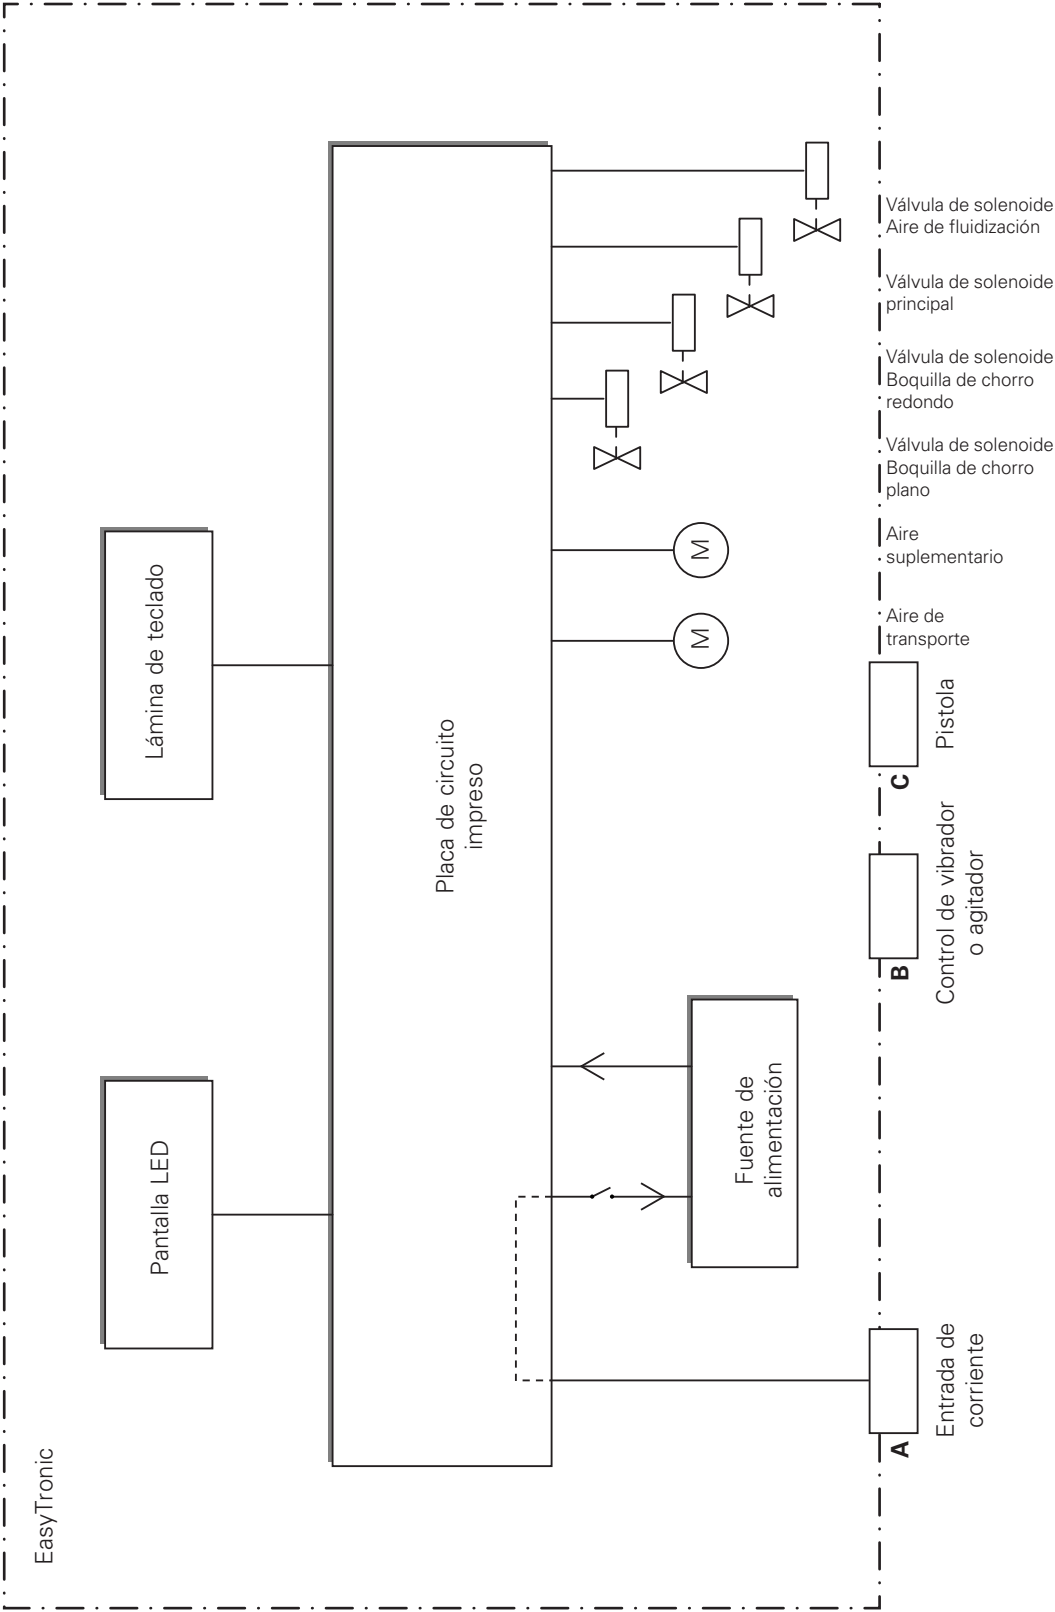 EasyTronic
Pantalla LED
Lámina de teclado
Placa de circuito
impreso
Fuente de
alimentación
M
M
Válvula de solenoide
Aire de fluidización
Válvula de solenoide
principal
Válvula de solenoide
Boquilla de chorro
redondo
Válvula de solenoide
Boquilla de chorro
plano
Aire
suplementario
Aire de
transporte
A
Entrada de
corriente
B
Control de vibrador
o agitador
C
Pistola